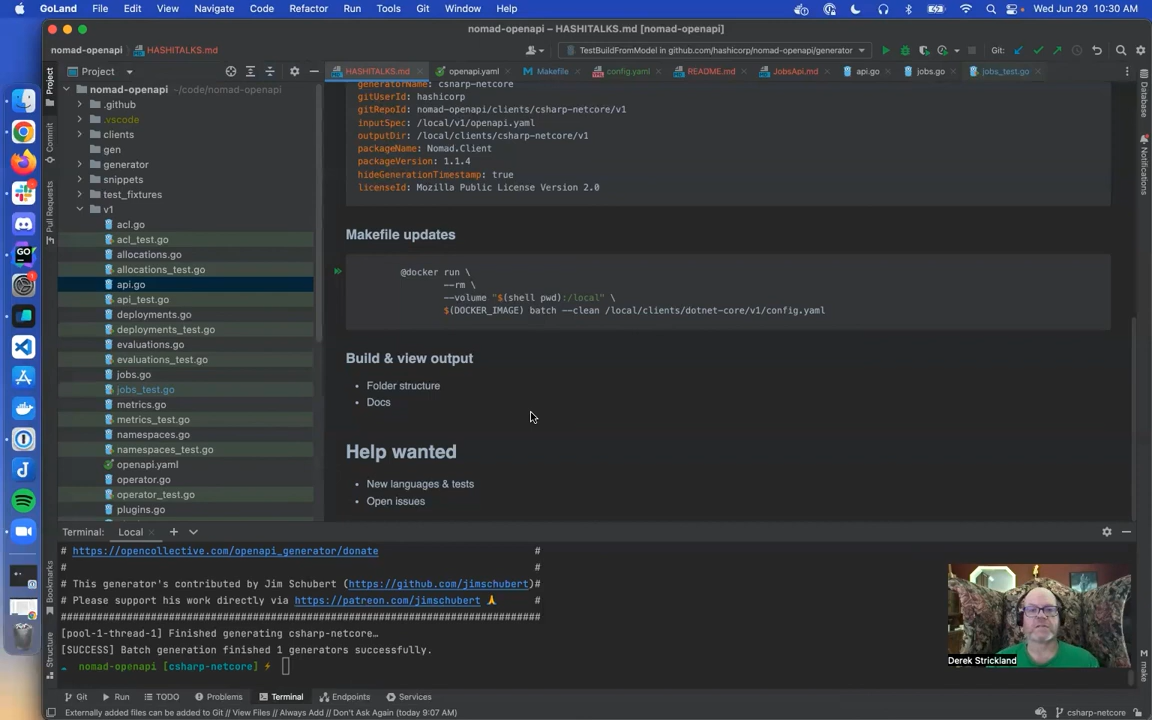 GoLand File Edit View Navigate Code Refactor Run Tools Git Window Help Wed Jun 29 10:30 AM
nomad-openapi – HASHITALKS.md [nomad-openapi]
nomad-openapi HASHITALKS.md TestBuildFromModel in github.com/hashicorp/nomad-openapi/generator Git:
Project HASHITALKS.md openapi.yaml Makefile config.yaml README.md JobsApi.md api.go jobs.go jobs_test.go
nomad-openapi ~/code/nomad-openapi
.github
.vscode
clients
gen
generator
snippets
test_fixtures
v1
acl.go
acl_test.go
allocations.go
allocations_test.go
api.go
api_test.go
deployments.go
deployments_test.go
evaluations.go
evaluations_test.go
jobs.go
jobs_test.go
metrics.go
metrics_test.go
namespaces.go
namespaces_test.go
openapi.yaml
operator.go
operator_test.go
plugins.go
generatorName: csharp-netcore
gitUserId: hashicorp
gitRepoId: nomad-openapi/clients/csharp-netcore/v1
inputSpec: /local/v1/openapi.yaml
outputDir: /local/clients/csharp-netcore/v1
packageName: Nomad.Client
packageVersion: 1.1.4
hideGenerationTimestamp: true
licenseId: Mozilla Public License Version 2.0
Makefile updates
@docker run \
--rm \
--volume "$(shell pwd):/local" \
$(DOCKER_IMAGE) batch --clean /local/clients/dotnet-core/v1/config.yaml
Build & view output
• Folder structure
• Docs
Help wanted
• New languages & tests
• Open issues
Project
Commit
Pull Requests
Bookmarks
Structure
Database
Notifications
make
Terminal: Local
# https://opencollective.com/openapi_generator/donate #
# #
# This generator's contributed by Jim Schubert (https://github.com/jimschubert)#
# Please support his work directly via https://patreon.com/jimschubert 🙏 #
################################################################################
[pool-1-thread-1] Finished generating csharp-netcore…
[SUCCESS] Batch generation finished 1 generators successfully.
nomad-openapi [csharp-netcore] ⚡
Derek Strickland
Git Run TODO Problems Terminal Endpoints Services
Externally added files can be added to Git // View Files // Always Add // Don't Ask Again (today 9:07 AM) csharp-netcore